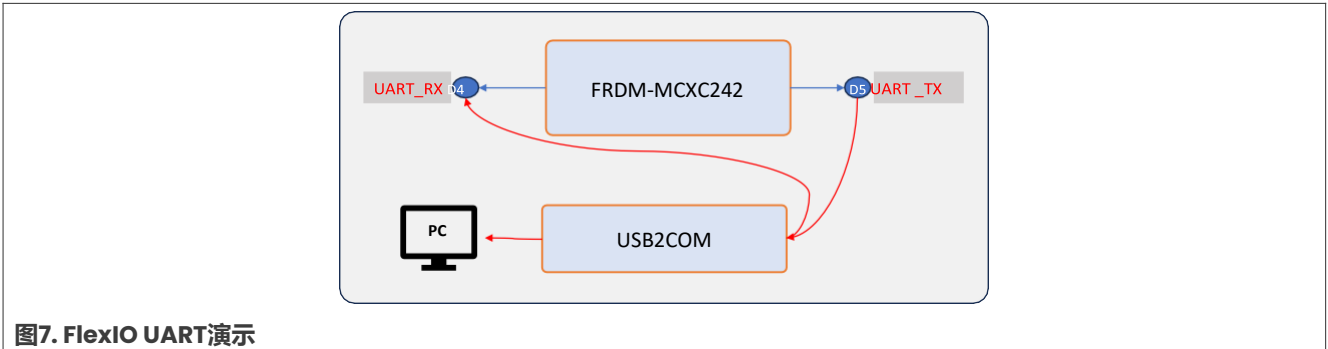 UART_RX D4
FRDM-MCXC242
D5 UART _TX
PC
USB2COM
图7. FlexIO UART演示